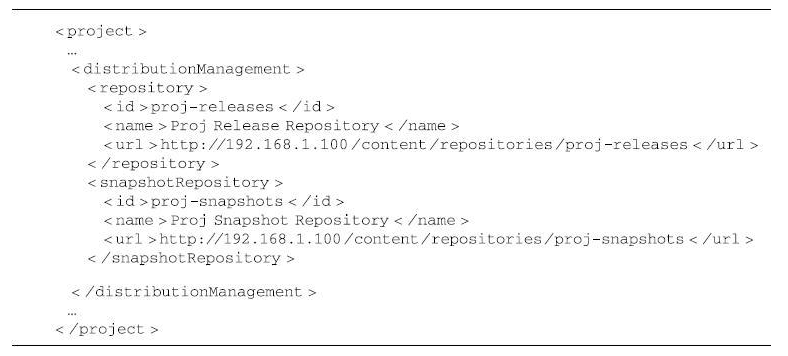 <project>
…
<distributionManagement>
<repository>
<id>proj-releases</id>
<name>Proj Release Repository</name>
<url>http://192.168.1.100/content/repositories/proj-releases</url>
</repository>
<snapshotRepository>
<id>proj-snapshots</id>
<name>Proj Snapshot Repository</name>
<url>http://192.168.1.100/content/repositories/proj-snapshots</url>
</snapshotRepository>
</distributionManagement>
…
</project>